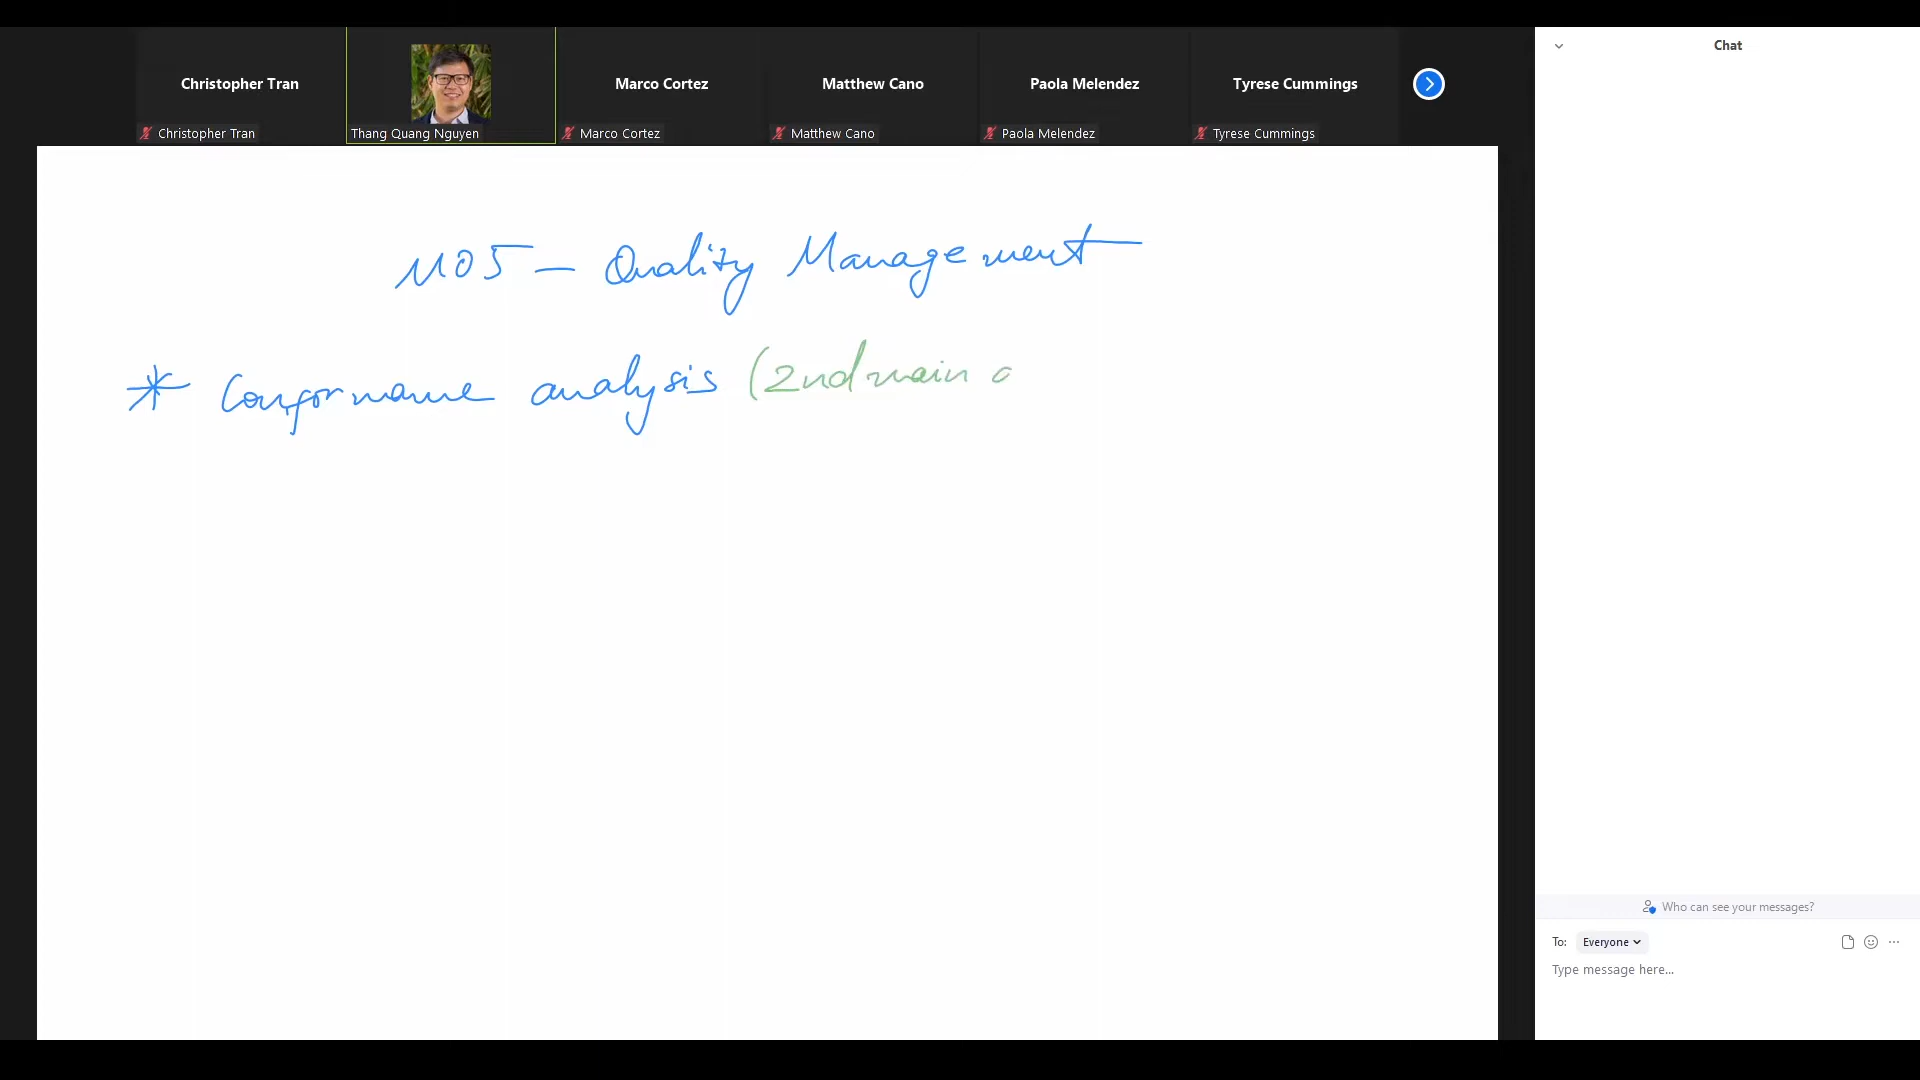 Chat
Christopher Tran
Marco Cortez
Matthew Cano
Paola Melendez
Tyrese Cummings
Christopher Tran
Thang Quang Nguyen
Marco Cortez
Matthew Cano
Paola Melendez
Tyrese Cummings
M05 - Quality Management
* Conformance analysis (2nd main
Who can see your messages?
To: Everyone
Type message here...